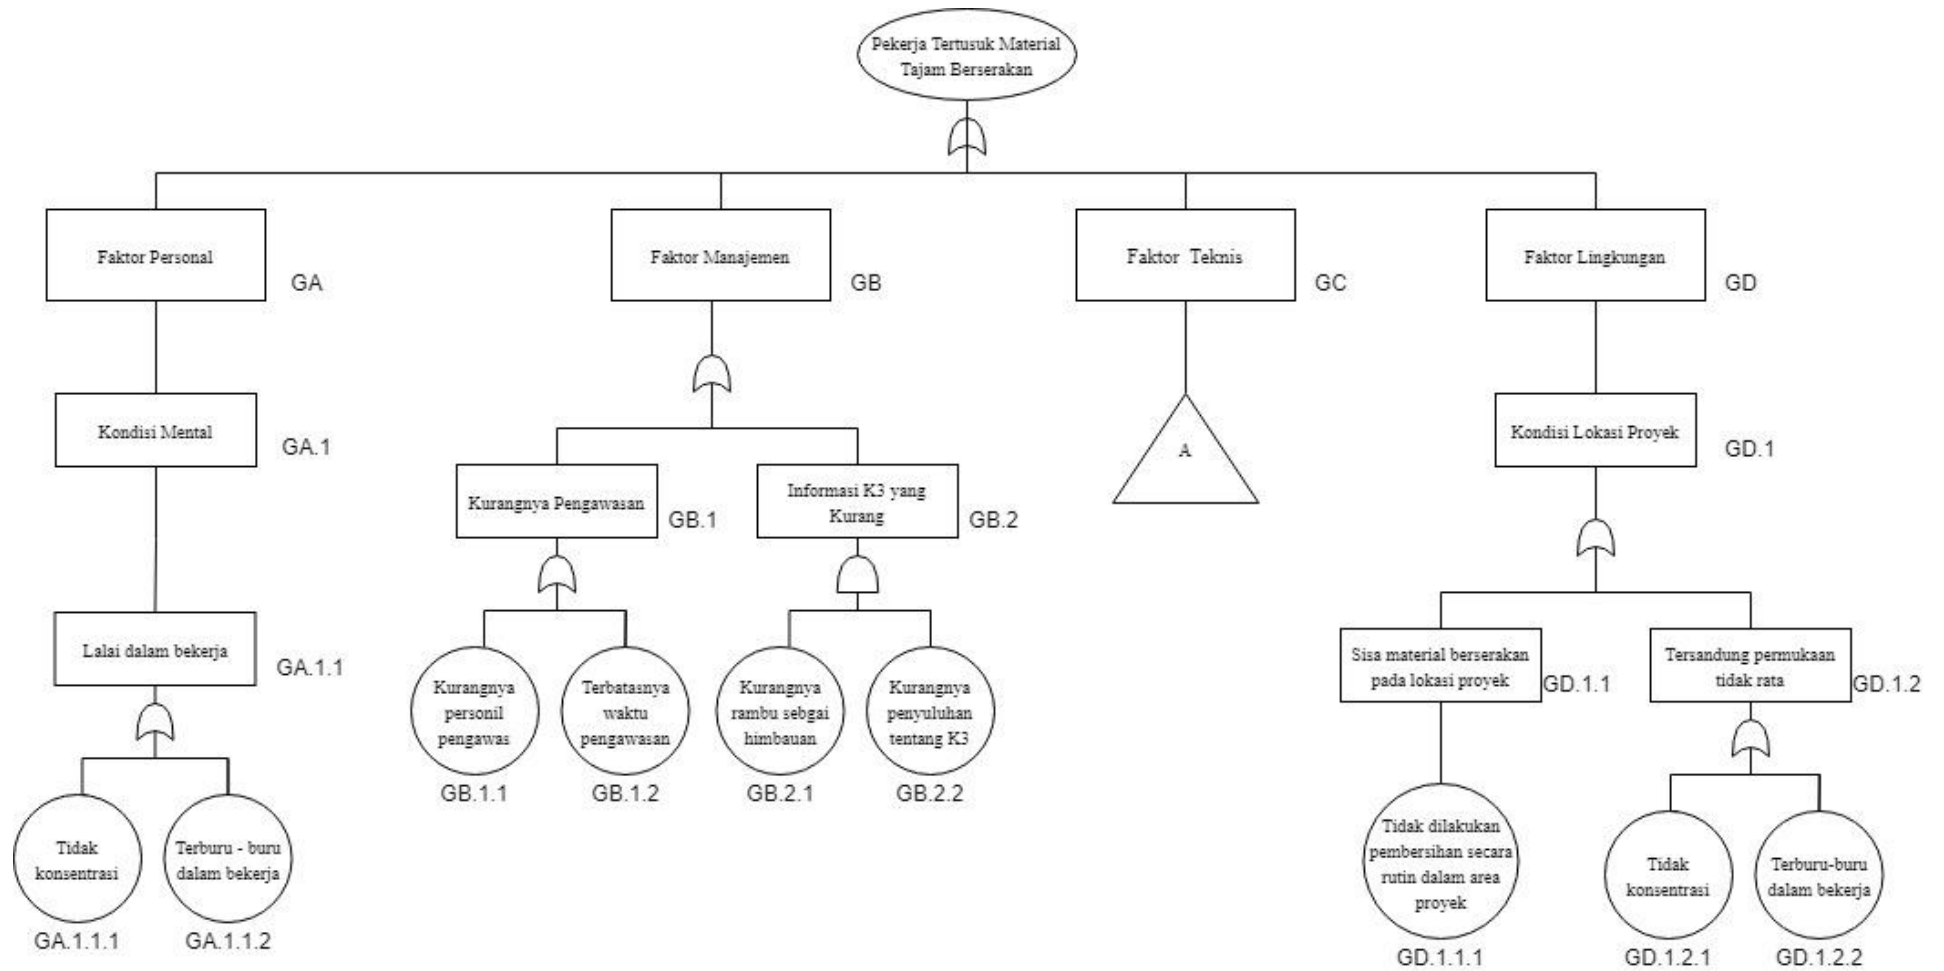 Pekerja Tertusuk Material
Tajam Berserakan
Faktor Personal
GA
Faktor Manajemen
GB
Faktor Teknis
GC
Faktor Lingkungan
GD
Kondisi Mental
GA.1
Kurangnya Pengawasan
GB.1
Informasi K3 yang
Kurang
GB.2
A
Kondisi Lokasi Proyek
GD.1
Lalai dalam bekerja
GA.1.1
Kurangnya
personil
pengawas
GB.1.1
Terbatasnya
waktu
pengawasan
GB.1.2
Kurangnya
rambu sebgai
himbauan
GB.2.1
Kurangnya
penyuluhan
tentang K3
GB.2.2
Sisa material berserakan
pada lokasi proyek
GD.1.1
Tersandung permukaan
tidak rata
GD.1.2
Tidak
konsentrasi
GA.1.1.1
Terburu - buru
dalam bekerja
GA.1.1.2
Tidak dilakukan
pembersihan secara
rutin dalam area
proyek
GD.1.1.1
Tidak
konsentrasi
GD.1.2.1
Terburu-buru
dalam bekerja
GD.1.2.2